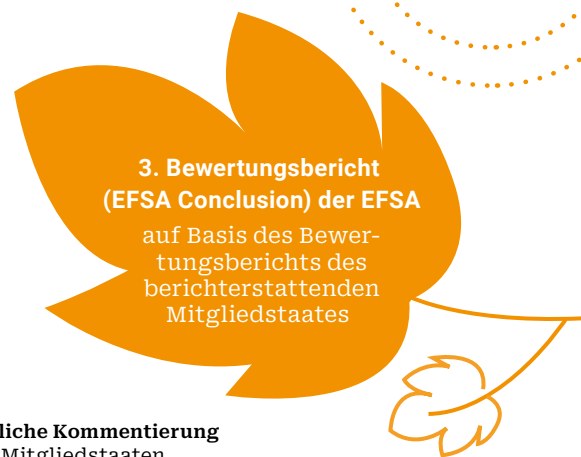 3. Bewertungsbericht
(EFSA Conclusion) der EFSA
auf Basis des Bewer-
tungsberichts des
berichterstattenden
Mitgliedstaates
liche Kommentierung
Mitgliedstaaten